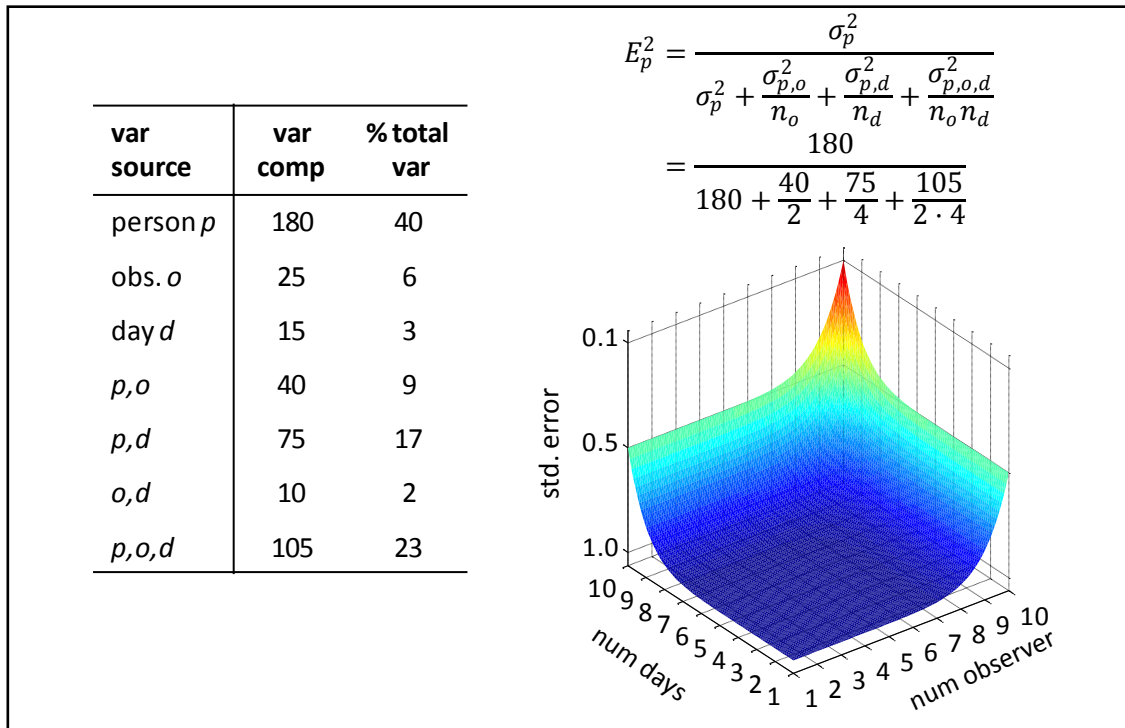 var source | var comp | % total var
person p | 180 | 40
obs. o | 25 | 6
day d | 15 | 3
p,o | 40 | 9
p,d | 75 | 17
o,d | 10 | 2
p,o,d | 105 | 23
E_p^2 = σ_p^2 / (σ_p^2 + σ_{p,o}^2/n_o + σ_{p,d}^2/n_d + σ_{p,o,d}^2/(n_o n_d))
= 180 / (180 + 40/2 + 75/4 + 105/(2 · 4))
std. error
0.1
0.5
1.0
10 9 8 7 6 5 4 3 2 1
num days
1 2 3 4 5 6 7 8 9 10
num observer